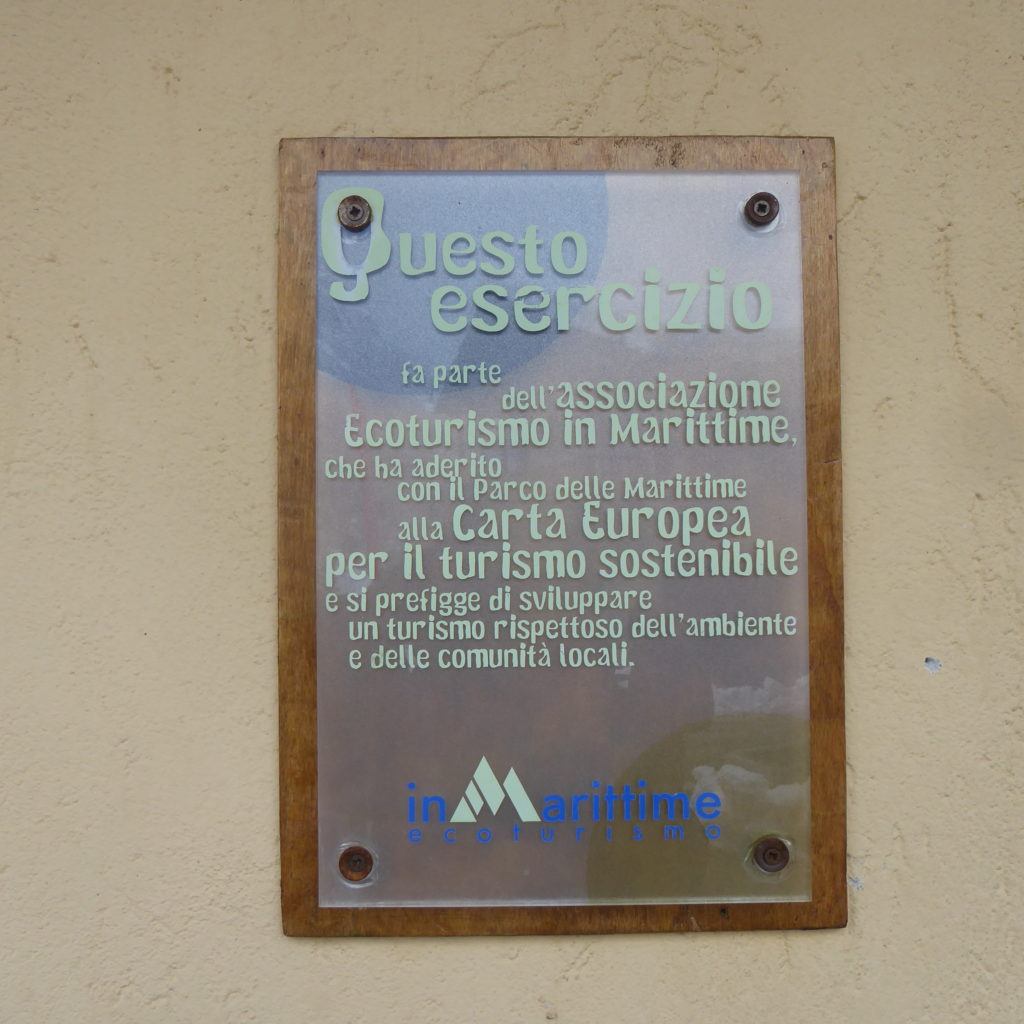 Questo
esercizio
fa parte
dell'associazione
Ecoturismo in Marittime,
che ha aderito
con il Parco delle Marittime
alla Carta Europea
per il turismo sostenibile
e si prefigge di sviluppare
un turismo rispettoso dell'ambiente
e delle comunità locali.
inMarittime
ecoturismo